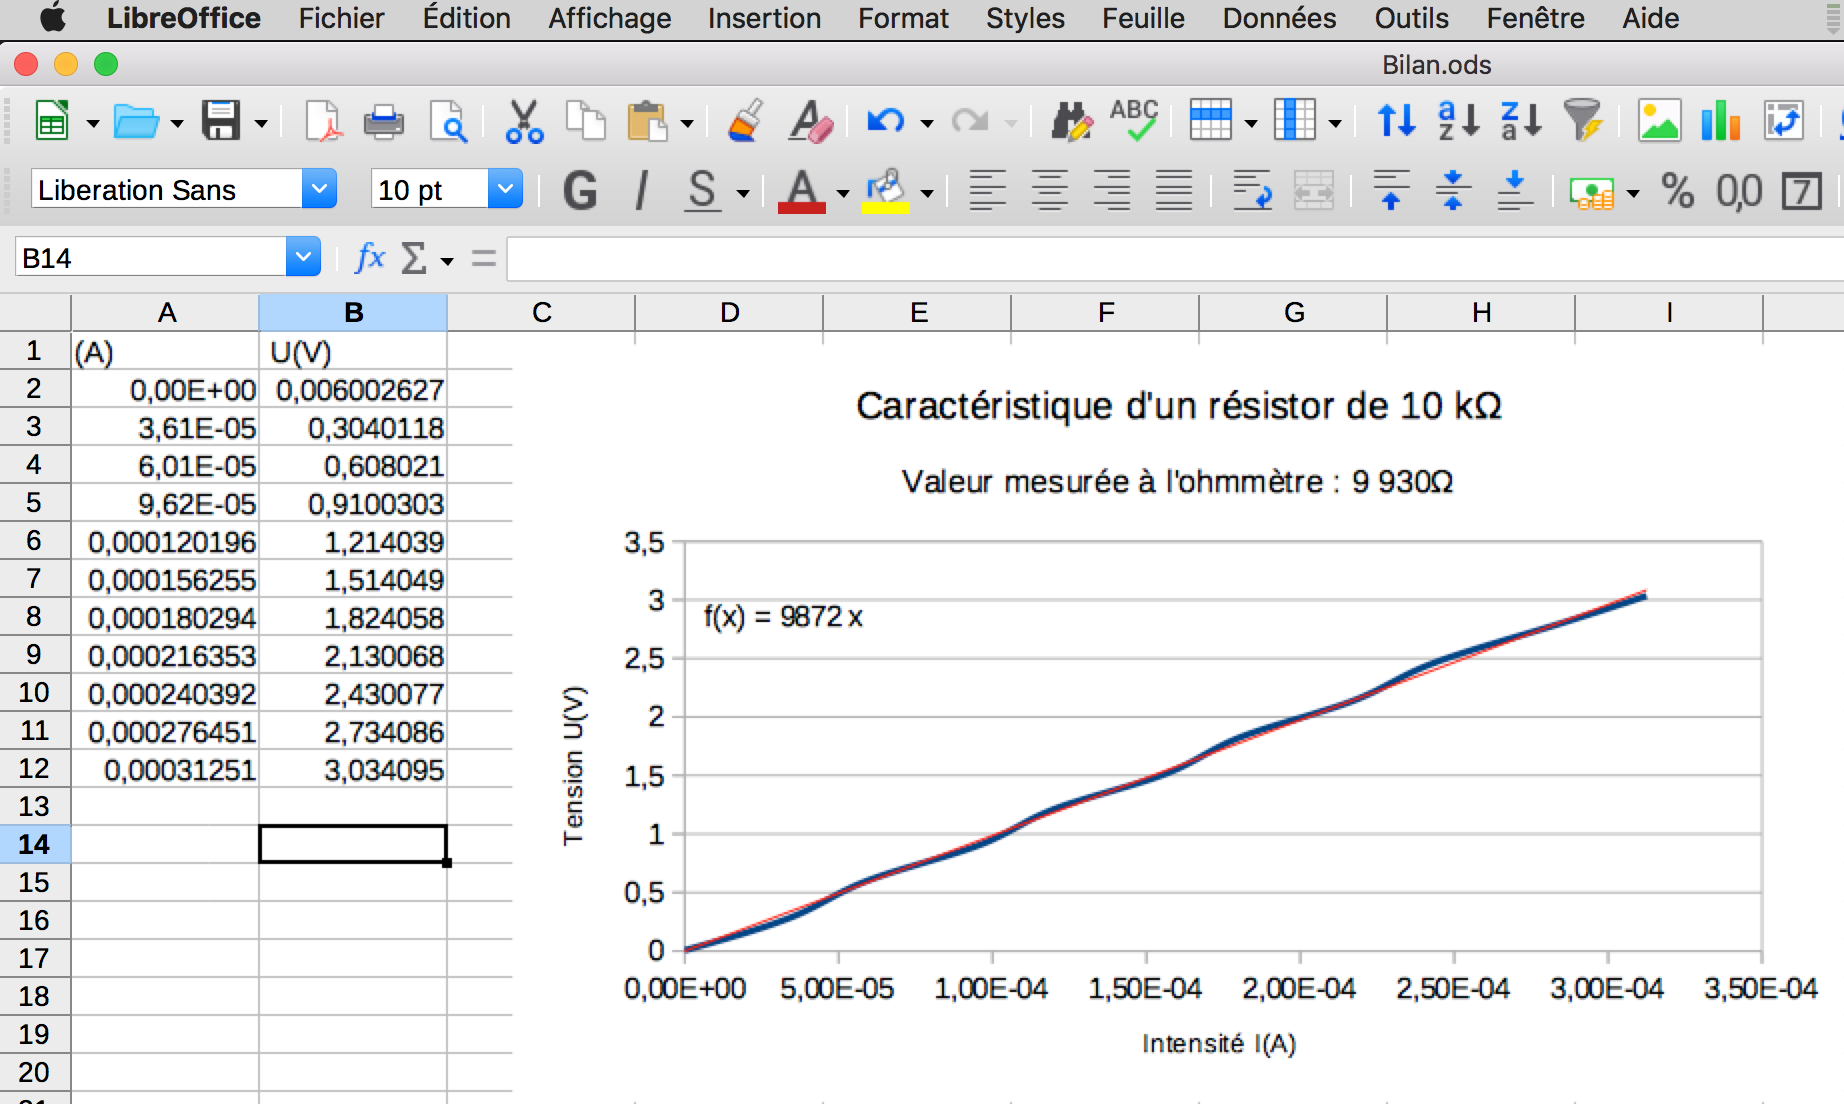 LibreOffice Fichier Édition Affichage Insertion Format Styles Feuille Données Outils Fenêtre Aide
Bilan.ods
ABC a z z a
Liberation Sans 10 pt G I S A % 0,0 7
B14 fx Σ =
A B C D E F G H I
1 (A) U(V)
2 0,00E+00 0,006002627
3 3,61E-05 0,3040118
4 6,01E-05 0,608021
5 9,62E-05 0,9100303
6 0,000120196 1,214039
7 0,000156255 1,514049
8 0,000180294 1,824058
9 0,000216353 2,130068
10 0,000240392 2,430077
11 0,000276451 2,734086
12 0,00031251 3,034095
13
14
15
16
17
18
19
20
Caractéristique d'un résistor de 10 kΩ
Valeur mesurée à l'ohmmètre : 9 930Ω
3,5
3
f(x) = 9872 x
2,5
2
1,5
1
0,5
0
Tension U(V)
0,00E+00 5,00E-05 1,00E-04 1,50E-04 2,00E-04 2,50E-04 3,00E-04 3,50E-04
Intensité I(A)